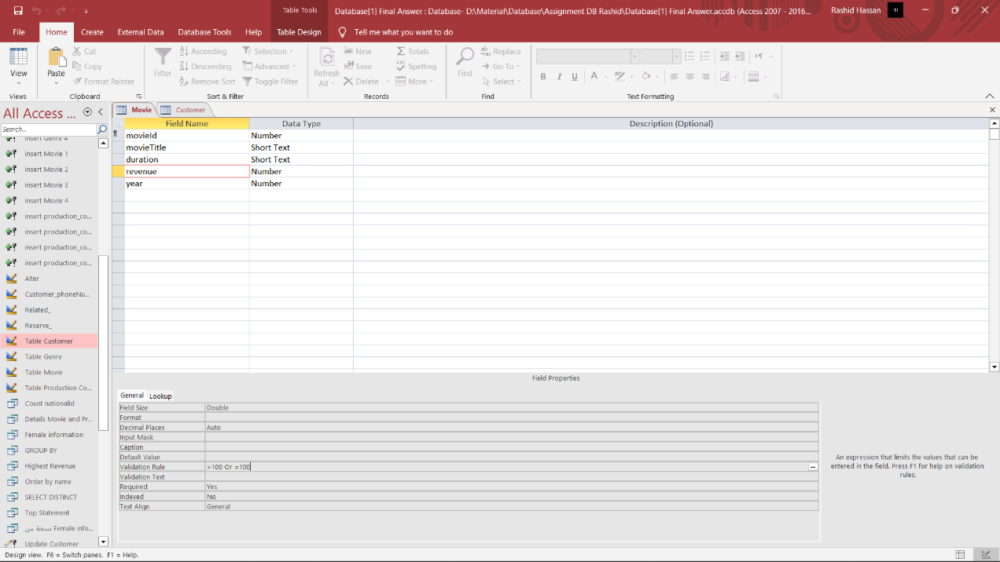 Table Tools
Database[1] Final Answer : Database- D:\Material\Database\Assignment DB Rashid\Database[1] Final Answer.accdb (Access 2007 - 2016...
Rashid Hassan
File Home Create External Data Database Tools Help Table Design Tell me what you want to do
View
Views
Paste
Cut
Copy
Format Painter
Clipboard
Filter
Ascending
Descending
Remove Sort
Selection
Advanced
Toggle Filter
Sort & Filter
Refresh
All
New
Save
Delete
Totals
Spelling
More
Records
Find
Replace
Go To
Select
Find
B I U A
Text Formatting
All Access ...
Search...
insert Genre 4
insert Movie 1
insert Movie 2
insert Movie 3
insert Movie 4
insert production_co...
insert production_co...
insert production_co...
insert production_co...
Alter
Customer_phoneNu...
Related_
Reserve_
Table Customer
Table Genre
Table Movie
Table Production Co...
Count nationalId
Details Movie and Pr...
Female information
GROUP BY
Highest Revenue
Order by name
SELECT DISTINCT
Top Statement
نسخة من Female info...
Update Customer
Movie Customer
Field Name Data Type Description (Optional)
movieId Number
movieTitle Short Text
duration Short Text
revenue Number
year Number
Field Properties
General Lookup
Field Size Double
Format
Decimal Places Auto
Input Mask
Caption
Default Value
Validation Rule >100 Or =100
Validation Text
Required Yes
Indexed No
Text Align General
An expression that limits the values that can be
entered in the field. Press F1 for help on validation
rules.
Design view. F6 = Switch panes. F1 = Help.